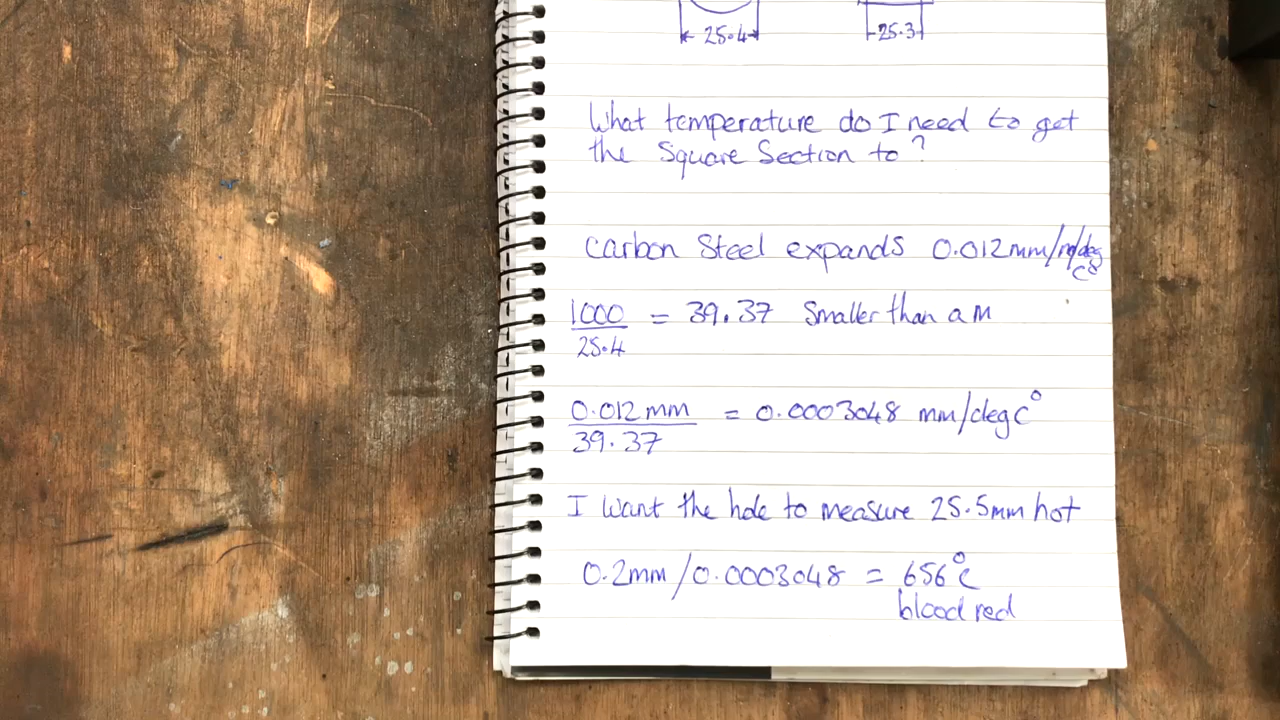 25.4
25.3
What temperature do I need to get
the Square Section to?
Carbon Steel expands 0.012mm/m/deg
c°
1000 = 39.37 Smaller than a M
25.4
0.012mm = 0.0003048 mm/deg c°
39.37
I want the hole to measure 25.5mm hot
0.2mm/0.0003048 = 656°c
blood red